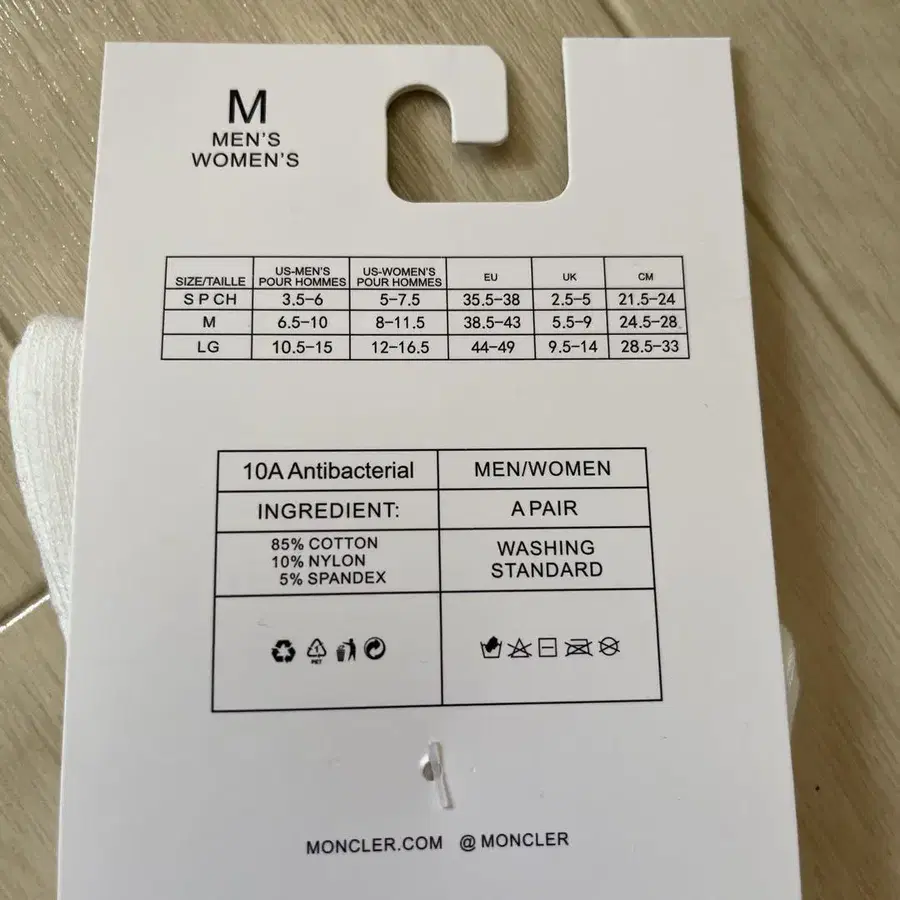 M
MEN'S
WOMEN'S
SIZE/TAILLE US-MEN'S POUR HOMMES US-WOMEN'S POUR HOMMES EU UK CM
S P CH 3.5-6 5-7.5 35.5-38 2.5-5 21.5-24
M 6.5-10 8-11.5 38.5-43 5.5-9 24.5-28
LG 10.5-15 12-16.5 44-49 9.5-14 28.5-33
10A Antibacterial MEN/WOMEN
INGREDIENT: A PAIR
85% COTTON
10% NYLON
5% SPANDEX
WASHING
STANDARD
1
PET
MONCLER.COM @MONCLER